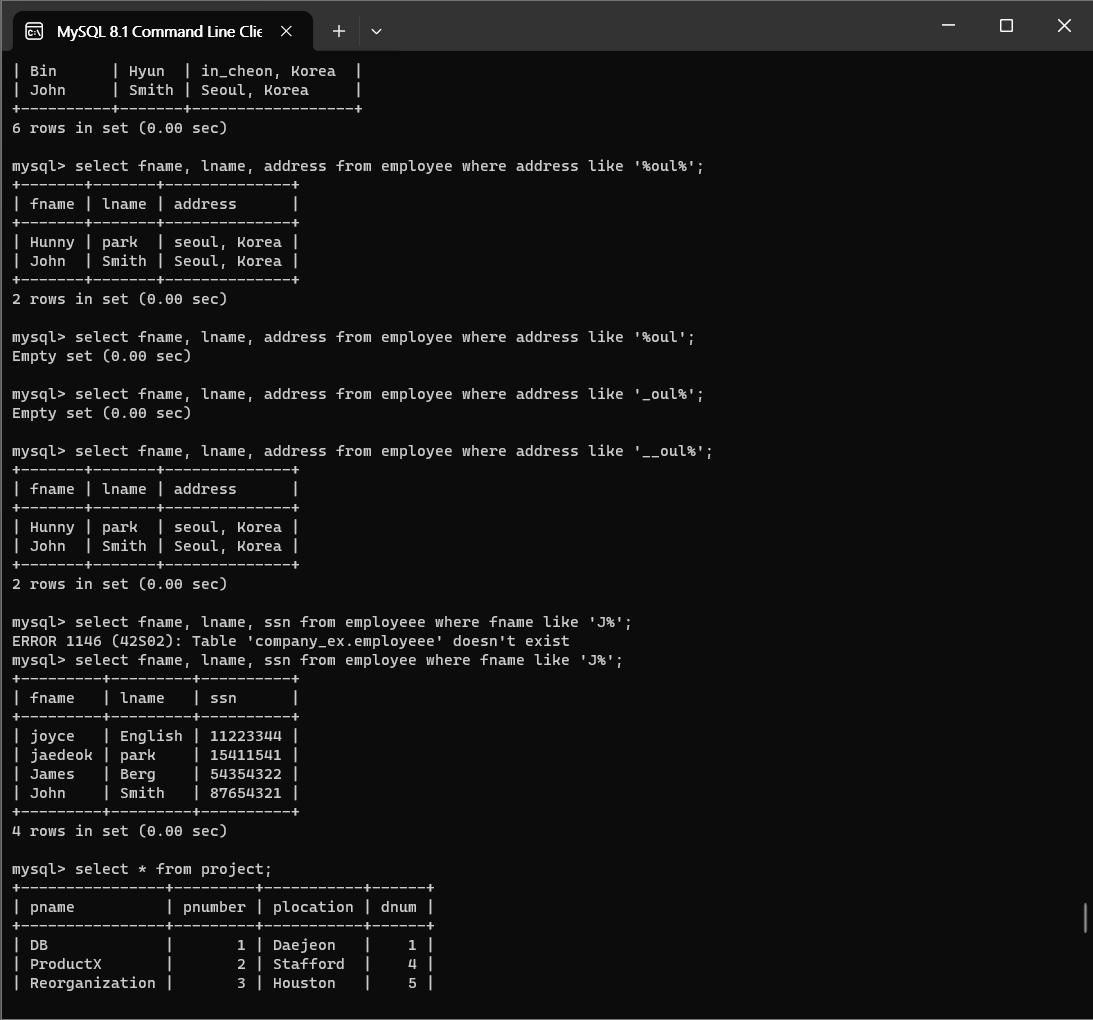 MySQL 8.1 Command Line Clie
| Bin      | Hyun  | in_cheon, Korea  |
| John     | Smith | Seoul, Korea     |
+----------+-------+------------------+
6 rows in set (0.00 sec)
mysql> select fname, lname, address from employee where address like '%oul%';
+-------+-------+--------------+
| fname | lname | address      |
+-------+-------+--------------+
| Hunny | park  | seoul, Korea |
| John  | Smith | Seoul, Korea |
+-------+-------+--------------+
2 rows in set (0.00 sec)
mysql> select fname, lname, address from employee where address like '%oul';
Empty set (0.00 sec)
mysql> select fname, lname, address from employee where address like '_oul%';
Empty set (0.00 sec)
mysql> select fname, lname, address from employee where address like '__oul%';
+-------+-------+--------------+
| fname | lname | address      |
+-------+-------+--------------+
| Hunny | park  | seoul, Korea |
| John  | Smith | Seoul, Korea |
+-------+-------+--------------+
2 rows in set (0.00 sec)
mysql> select fname, lname, ssn from employeee where fname like 'J%';
ERROR 1146 (42S02): Table 'company_ex.employeee' doesn't exist
mysql> select fname, lname, ssn from employee where fname like 'J%';
+---------+---------+----------+
| fname   | lname   | ssn      |
+---------+---------+----------+
| joyce   | English | 11223344 |
| jaedeok | park    | 15411541 |
| James   | Berg    | 54354322 |
| John    | Smith   | 87654321 |
+---------+---------+----------+
4 rows in set (0.00 sec)
mysql> select * from project;
+----------------+---------+-----------+------+
| pname          | pnumber | plocation | dnum |
+----------------+---------+-----------+------+
| DB             |       1 | Daejeon   |    1 |
| ProductX       |       2 | Stafford  |    4 |
| Reorganization |       3 | Houston   |    5 |